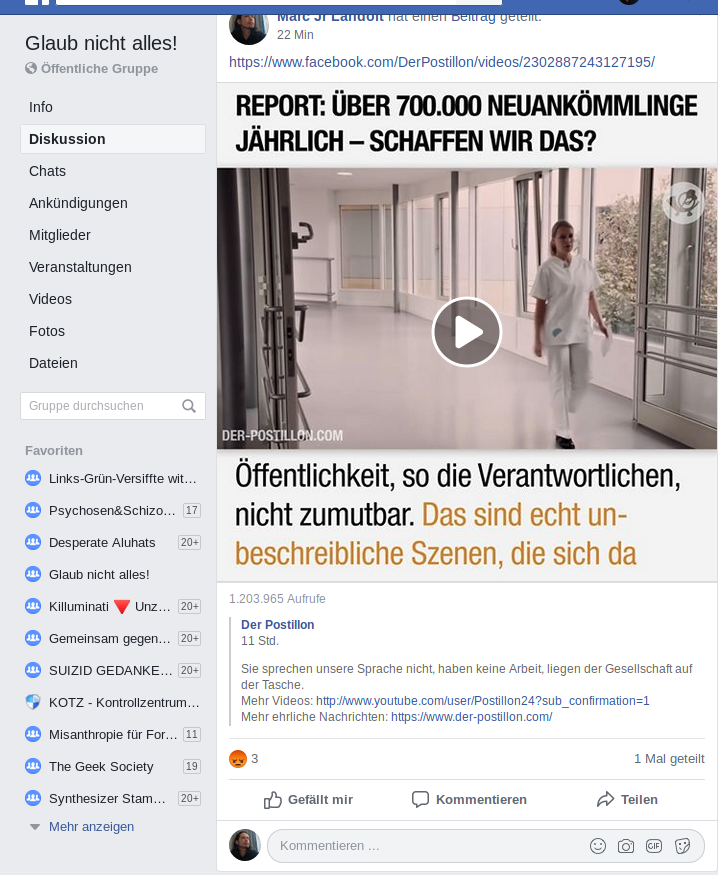 Glaub nicht alles!
Öffentliche Gruppe
Info
Diskussion
Chats
Ankündigungen
Mitglieder
Veranstaltungen
Videos
Fotos
Dateien
Gruppe durchsuchen
Favoriten
Links-Grün-Versiffte wit...
Psychosen&Schizo... 17
Desperate Aluhats 20+
Glaub nicht alles!
Killuminati 🔻 Unz... 20+
Gemeinsam gegen... 20+
SUIZID GEDANKE... 20+
KOTZ - Kontrollzentrum...
Misanthropie für For... 11
The Geek Society 19
Synthesizer Stam... 20+
Mehr anzeigen
Marc Jr Landolt hat einen Beitrag geteilt.
22 Min
https://www.facebook.com/DerPostillon/videos/2302887243127195/
REPORT: ÜBER 700.000 NEUANKÖMMLINGE
JÄHRLICH – SCHAFFEN WIR DAS?
DER-POSTILLON.COM
Öffentlichkeit, so die Verantwortlichen,
nicht zumutbar. Das sind echt un-
beschreibliche Szenen, die sich da
1.203.965 Aufrufe
Der Postillon
11 Std.
Sie sprechen unsere Sprache nicht, haben keine Arbeit, liegen der Gesellschaft auf
der Tasche.
Mehr Videos: http://www.youtube.com/user/Postillon24?sub_confirmation=1
Mehr ehrliche Nachrichten: https://www.der-postillon.com/
3
1 Mal geteilt
Gefällt mir
Kommentieren
Teilen
Kommentieren ...
GIF